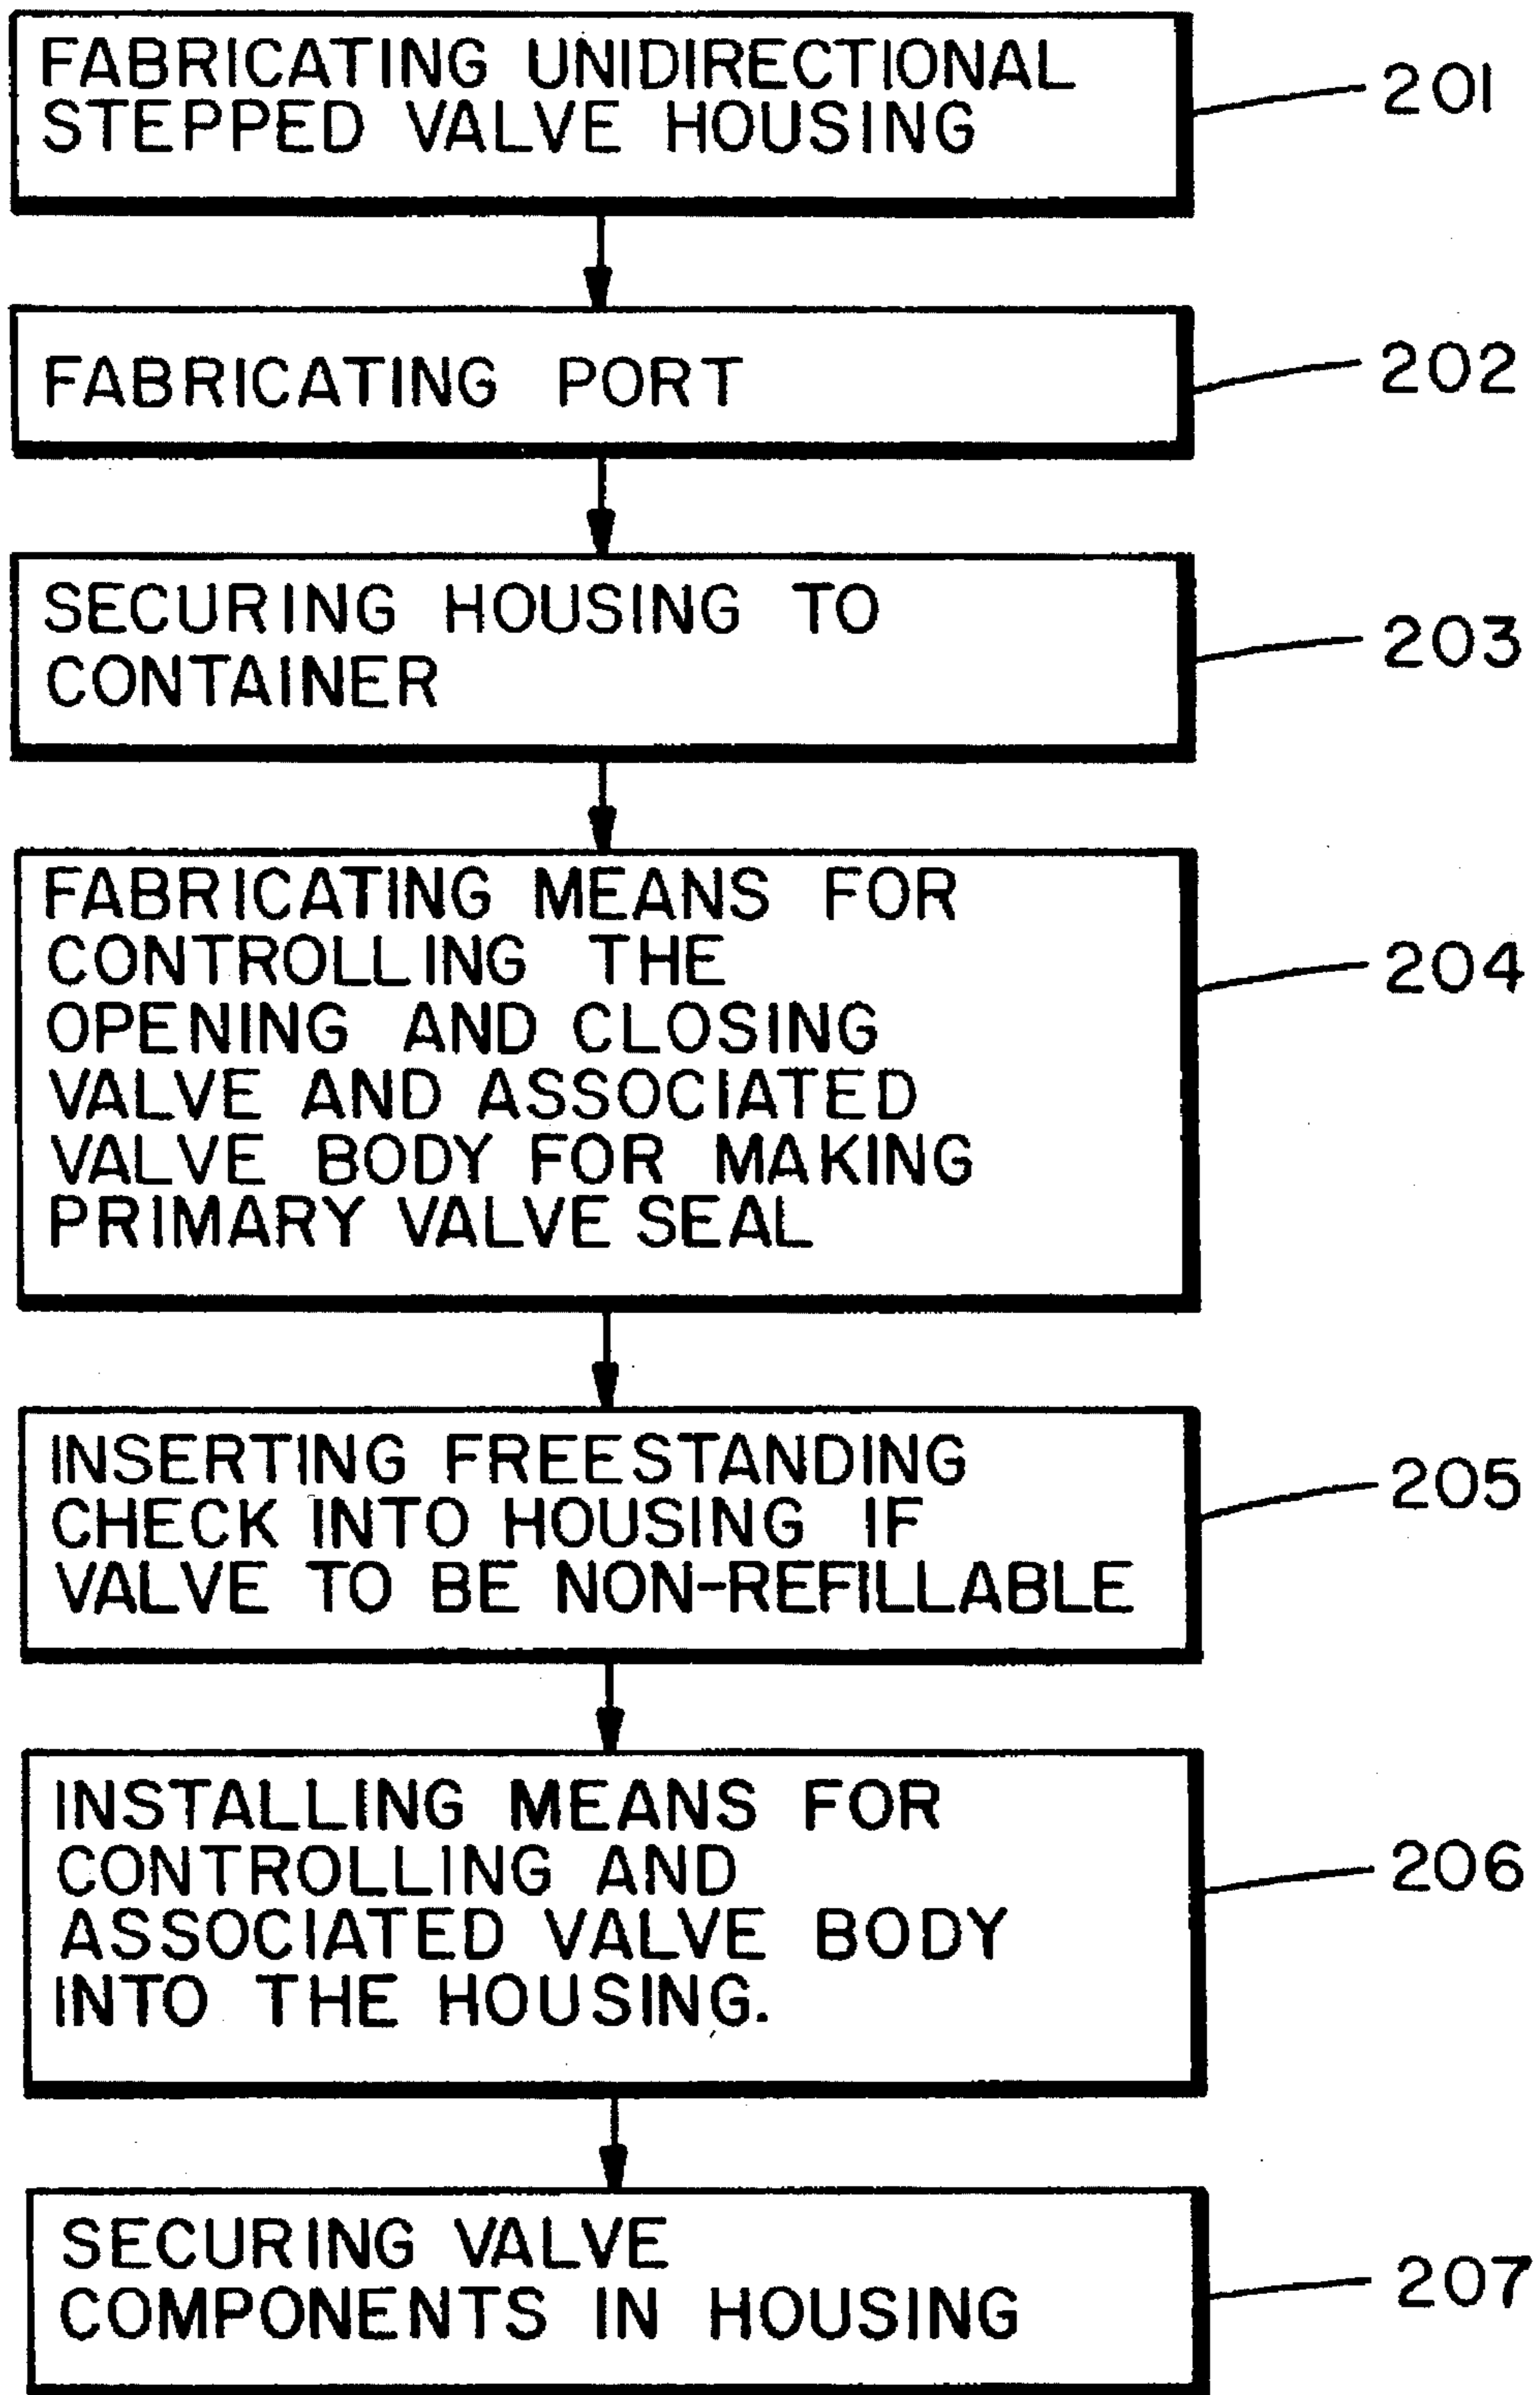 FABRICATING UNIDIRECTIONAL
STEPPED VALVE HOUSING
201
FABRICATING PORT
202
SECURING HOUSING TO
CONTAINER
203
FABRICATING MEANS FOR
CONTROLLING THE
OPENING AND CLOSING
VALVE AND ASSOCIATED
VALVE BODY FOR MAKING
PRIMARY VALVE SEAL
204
INSERTING FREESTANDING
CHECK INTO HOUSING IF
VALVE TO BE NON-REFILLABLE
205
INSTALLING MEANS FOR
CONTROLLING AND
ASSOCIATED VALVE BODY
INTO THE HOUSING.
206
SECURING VALVE
COMPONENTS IN HOUSING
207